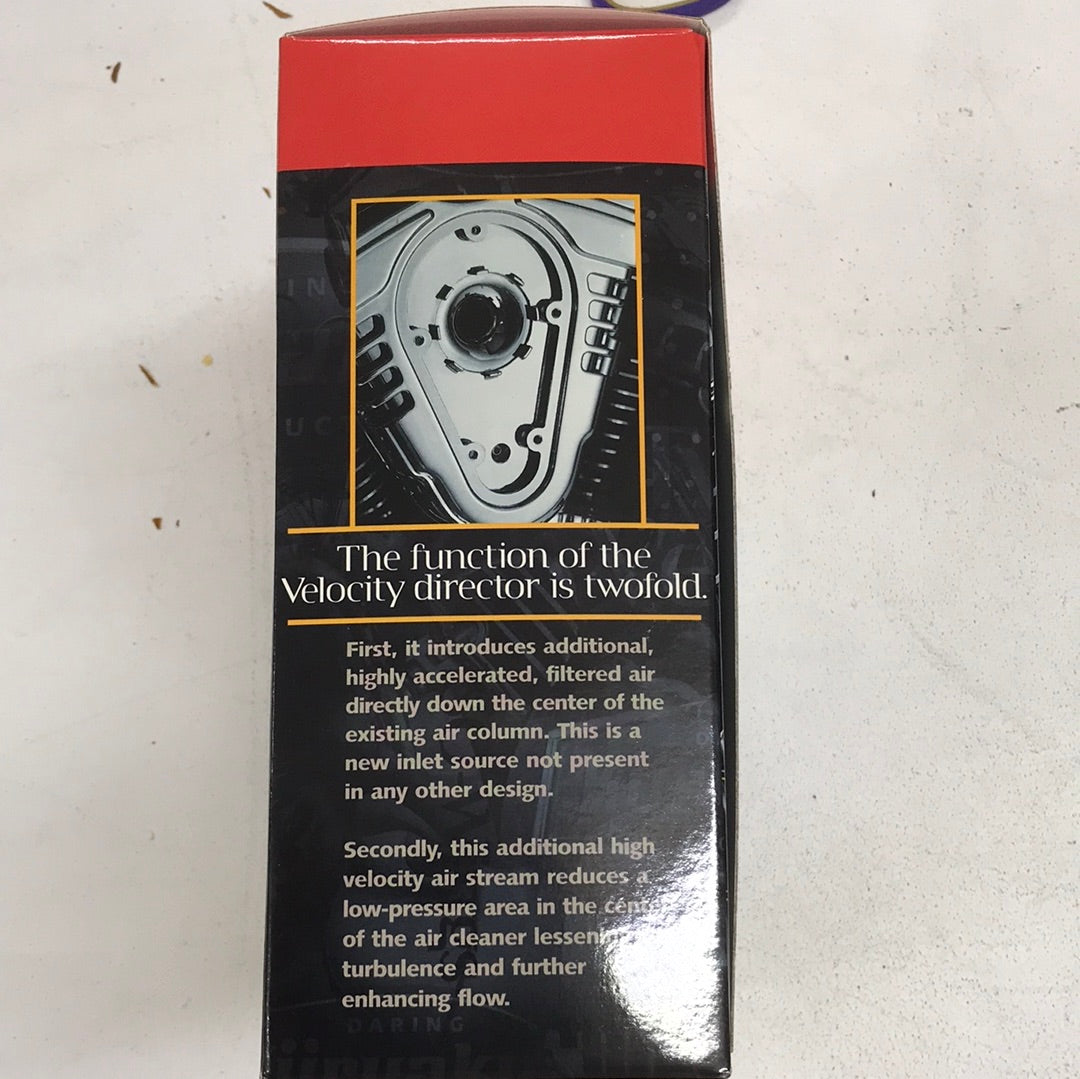 The function of the
Velocity director is twofold.
First, it introduces additional,
highly accelerated, filtered air
directly down the center of the
existing air column. This is a
new inlet source not present
in any other design.
Secondly, this additional high
velocity air stream reduces a
low-pressure area in the
of the air cleaner
turbulence and further
enhancing flow.
DARING